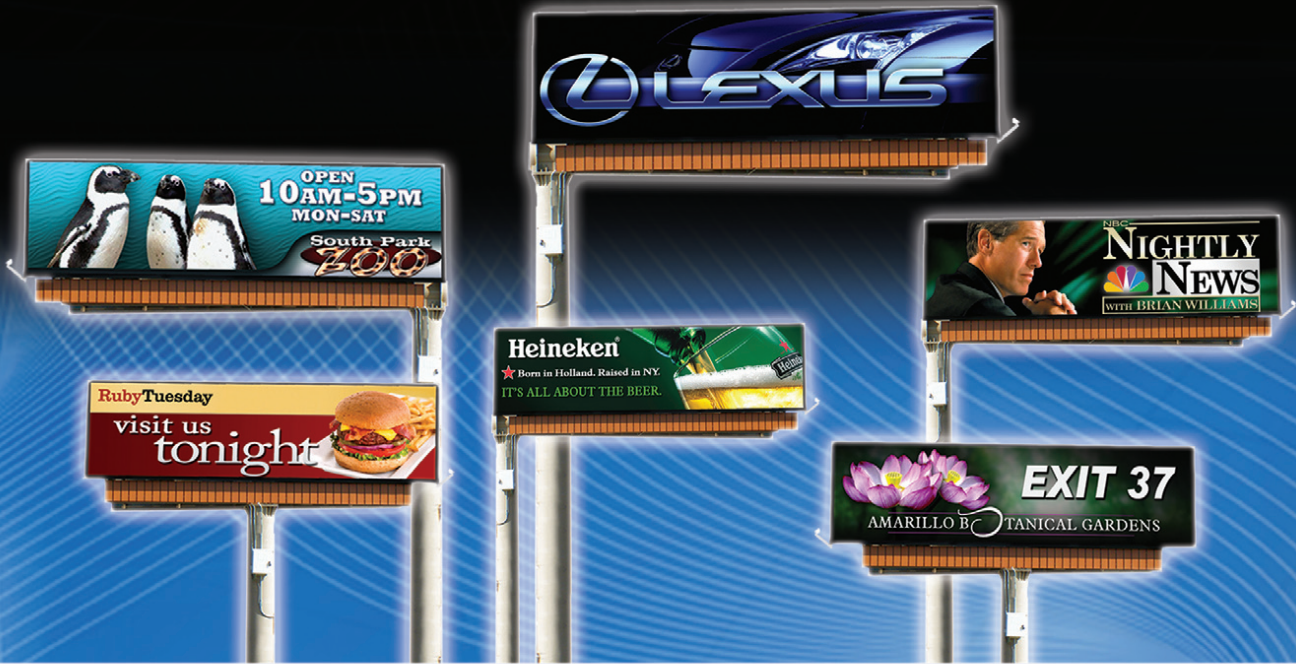 LEXUS
OPEN
10AM-5PM
MON-SAT
South Park
ZOO
NBC
NIGHTLY
NEWS
WITH BRIAN WILLIAMS
Heineken
Born in Holland. Raised in NY.
IT'S ALL ABOUT THE BEER.
RubyTuesday
visit us
tonight
EXIT 37
AMARILLO BOTANICAL GARDENS